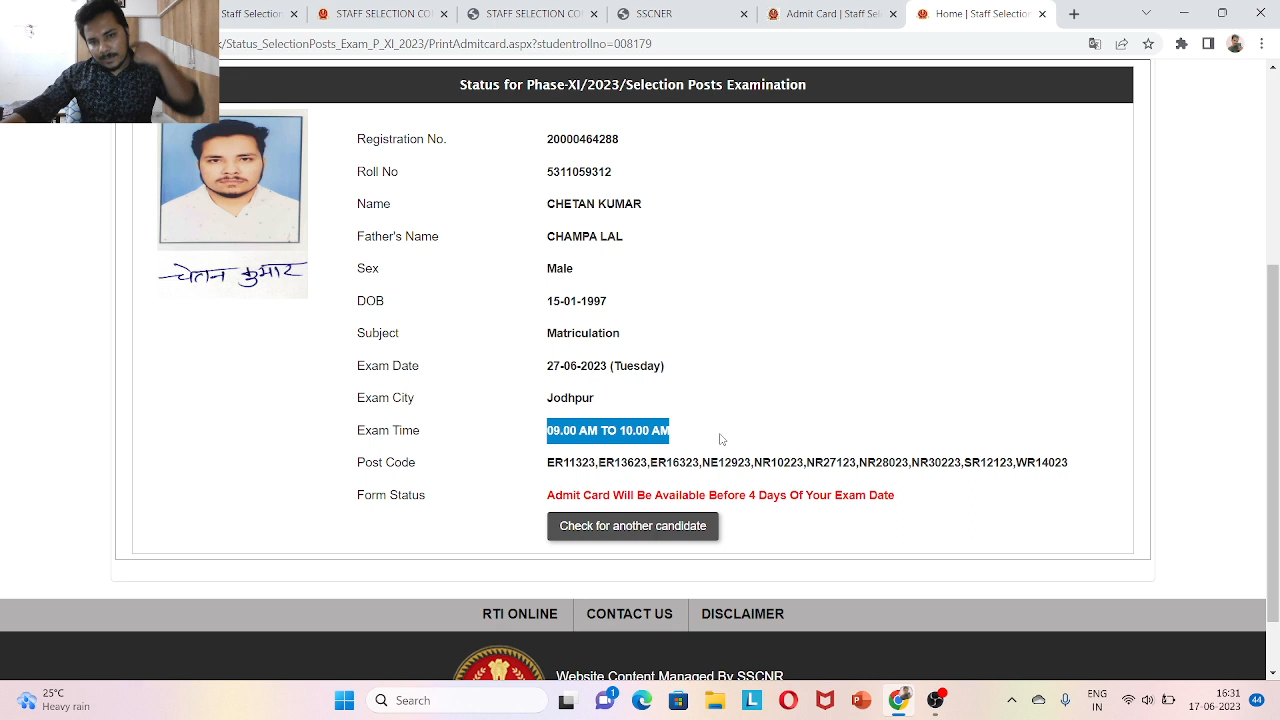 Staff Selection Com
STAFF SELECTION CO
STAFF SELECTION CO
SSCNER
Admit Card | Staff Sel
Home | Staff Selection
k/Status_SelectionPosts_Exam_P_XI_2023/PrintAdmitcard.aspx?studentrollno=008179
Status for Phase-XI/2023/Selection Posts Examination
Registration No. 20000464288
Roll No 5311059312
Name CHETAN KUMAR
Father's Name CHAMPA LAL
चेतन कुमार
Sex Male
DOB 15-01-1997
Subject Matriculation
Exam Date 27-06-2023 (Tuesday)
Exam City Jodhpur
Exam Time 09.00 AM TO 10.00 AM
Post Code ER11323,ER13623,ER16323,NE12923,NR10223,NR27123,NR28023,NR30223,SR12123,WR14023
Form Status Admit Card Will Be Available Before 4 Days Of Your Exam Date
Check for another candidate
RTI ONLINE CONTACT US DISCLAIMER
Website Content Managed By SSCNR
25°C
Heavy rain
Search
1
ENG
IN
16:31
17-06-2023
44